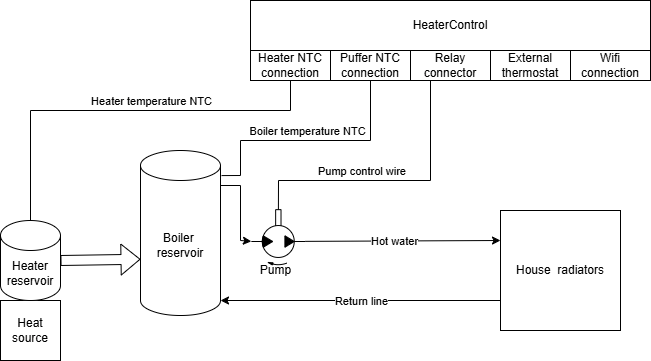 HeaterControl
Heater NTC
connection
Puffer NTC
connection
Relay
connector
External
thermostat
Wifi
connection
Heater temperature NTC
Boiler temperature NTC
Pump control wire
Boiler
reservoir
Heater
reservoir
Heat
source
Pump
Hot water
House radiators
Return line